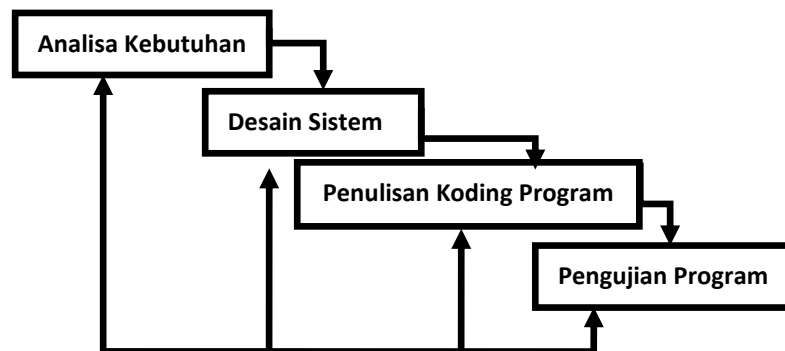 Analisa Kebutuhan
Desain Sistem
Penulisan Koding Program
Pengujian Program